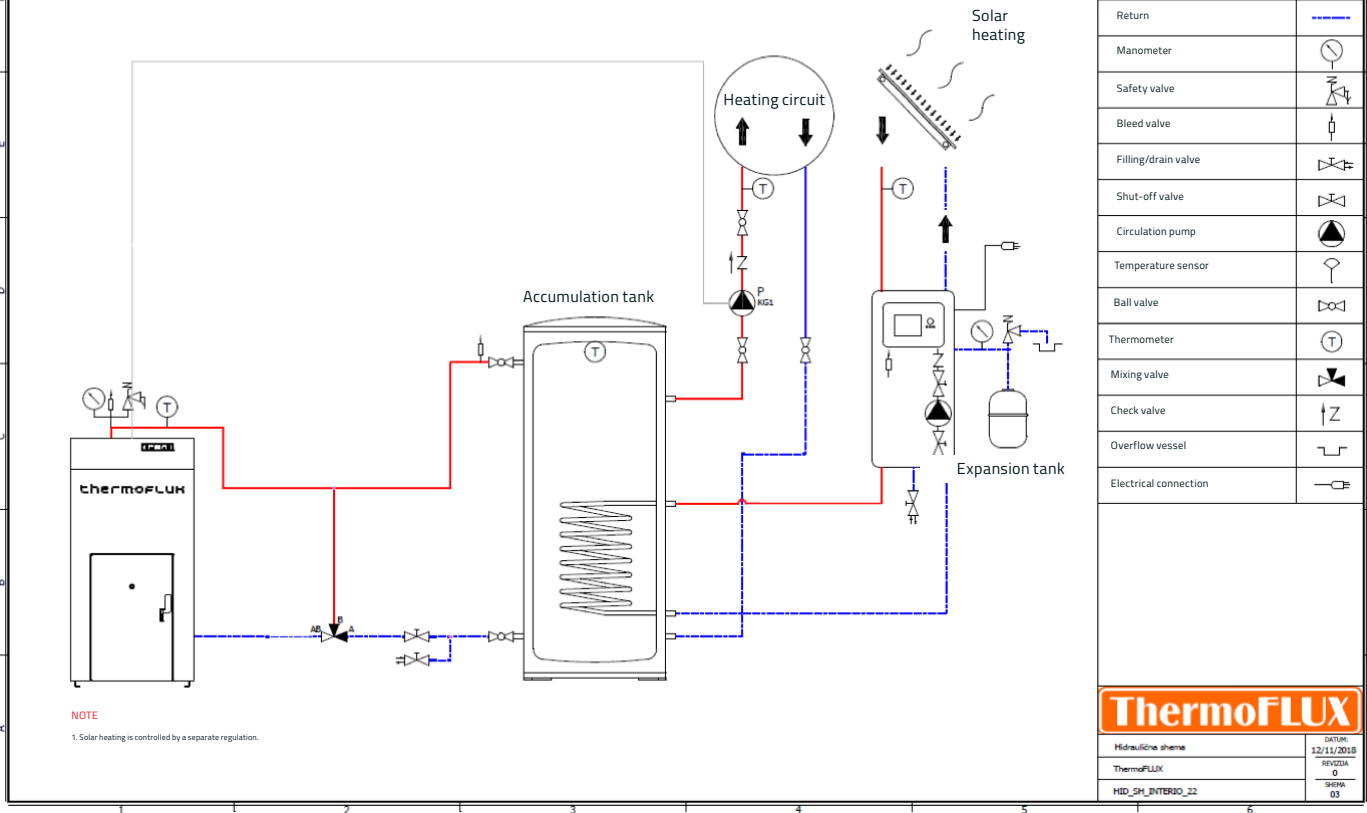 Solar
heating
Heating circuit
T
T
P
KG1
Accumulation tank
T
T
thermoFLUX
Expansion tank
AB
B
A
NOTE
1. Solar heating is controlled by a separate regulation.
Return
Manometer
Safety valve
Bleed valve
Filling/drain valve
Shut-off valve
Circulation pump
Temperature sensor
Ball valve
Thermometer
T
Mixing valve
Check valve
Overflow vessel
Electrical connection
ThermoFLUX
Hidraulična shema
DATUM:
12/11/2018
ThermoFLUX
REVIZIJA
0
HID_SH_INTERIO_22
SHEMA
03
1 2 3 4 5 6